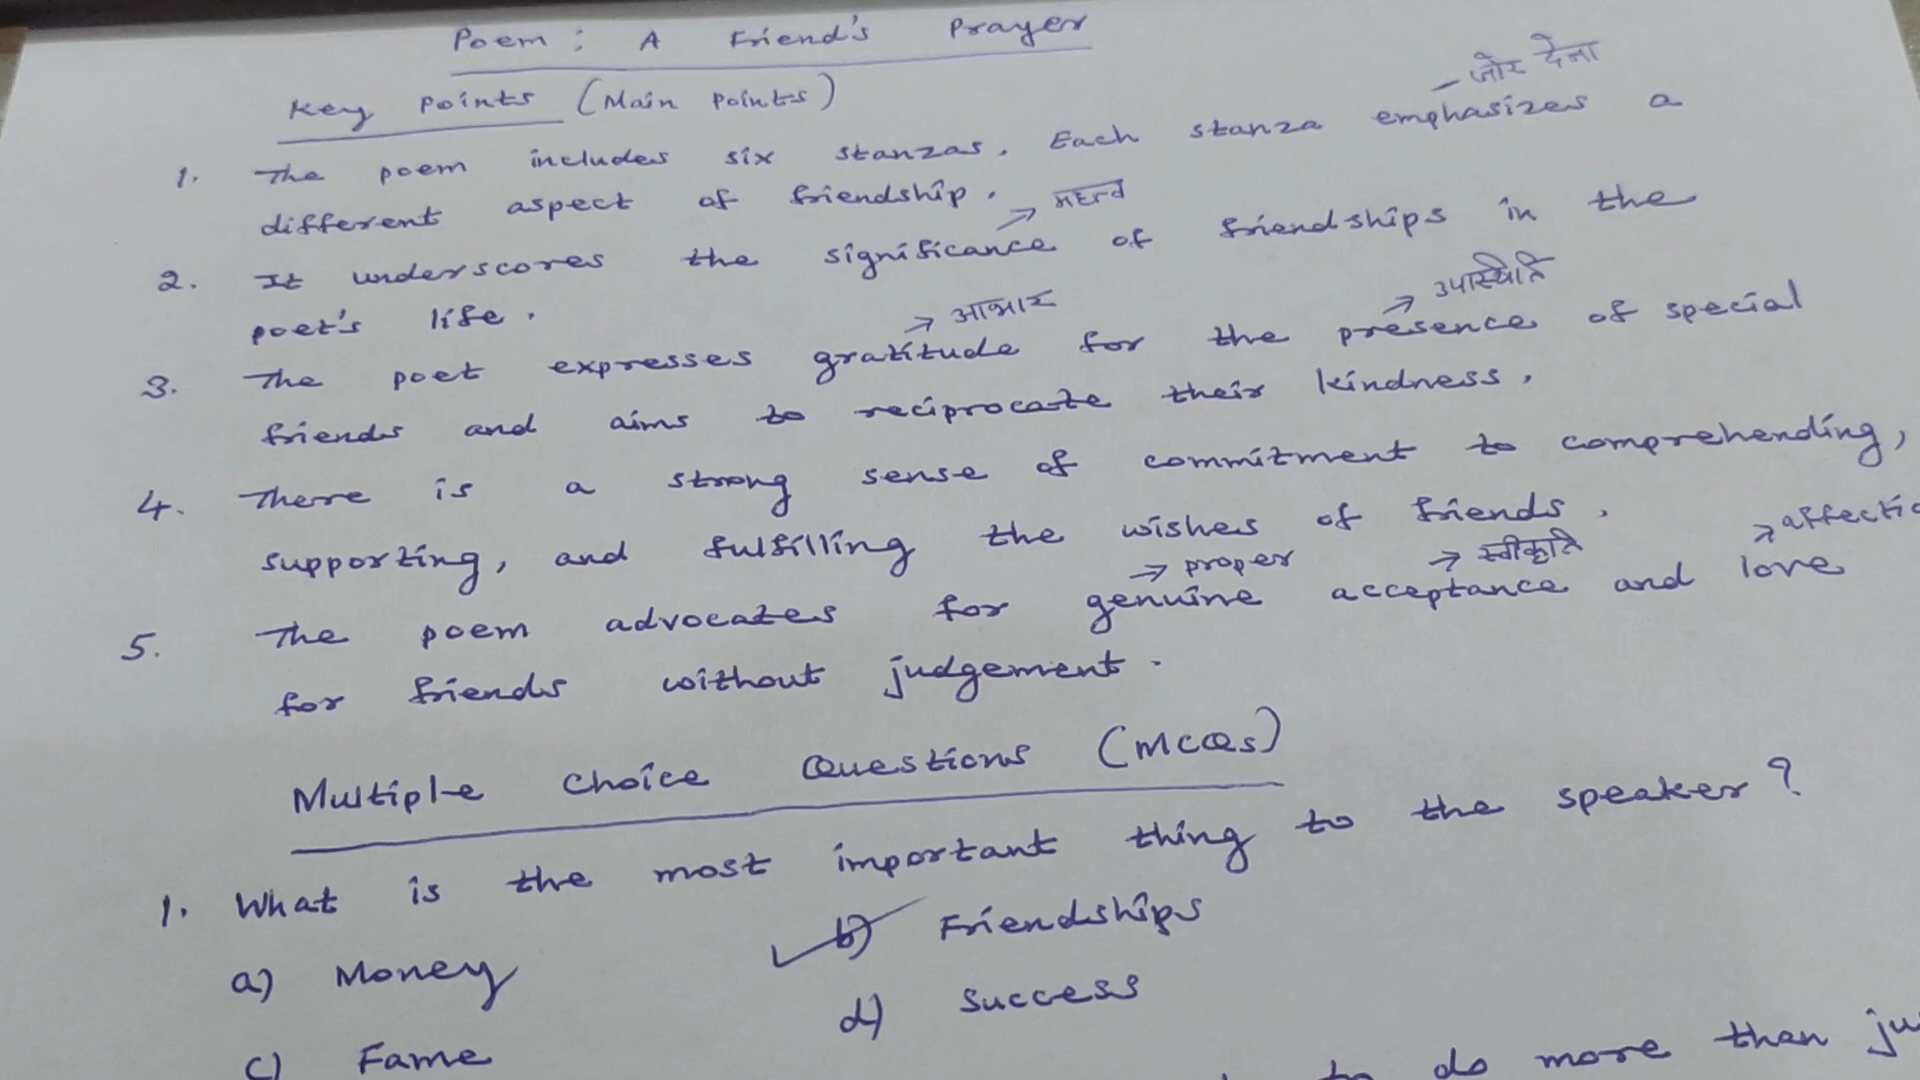 Poem : A Friend's Prayer
Key points (Main points)
– जोर देना
1. The poem includes six stanzas. Each stanza emphasizes a
different aspect of friendship.
→ महत्व
2. It underscores the significance of friendships in the
poet's life.
→ आभार → उपस्थिति
3. The poet expresses gratitude for the presence of special
friends and aims to reciprocate their kindness.
4. There is a strong sense of commitment to comprehending,
supporting, and fulfilling the wishes of friends.
→ proper → स्वीकृति → affectio
5. The poem advocates for genuine acceptance and love
for friends without judgement.
Multiple Choice Questions (MCQs)
1. What is the most important thing to the speaker?
a) Money b) Friendships
c) Fame d) Success
to do more than ju